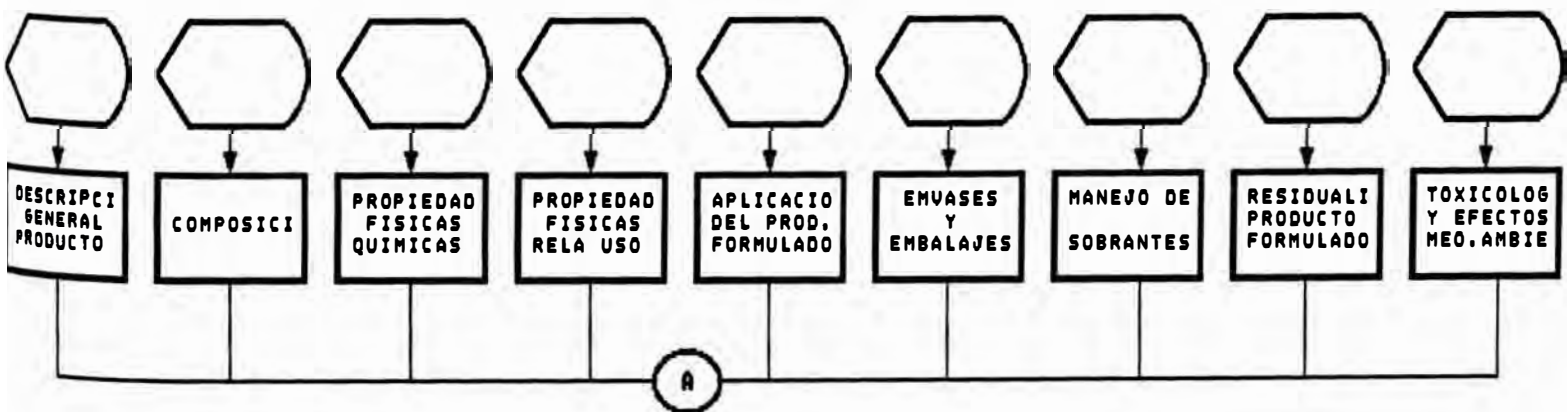 DESCRIPCI
GENERAL
PRODUCTO
COMPOSICI
PROPIEDAD
FISICAS
QUIMICAS
PROPIEDAD
FISICAS
RELA USO
APLICACIO
DEL PROD.
FORMULADO
EMVASES
Y
EMBALAJES
MANEJO DE
SOBRANTES
RESIDUALI
PRODUCTO
FORMULADO
TOXICOLOG
Y EFECTOS
MEO.AMBIE
A